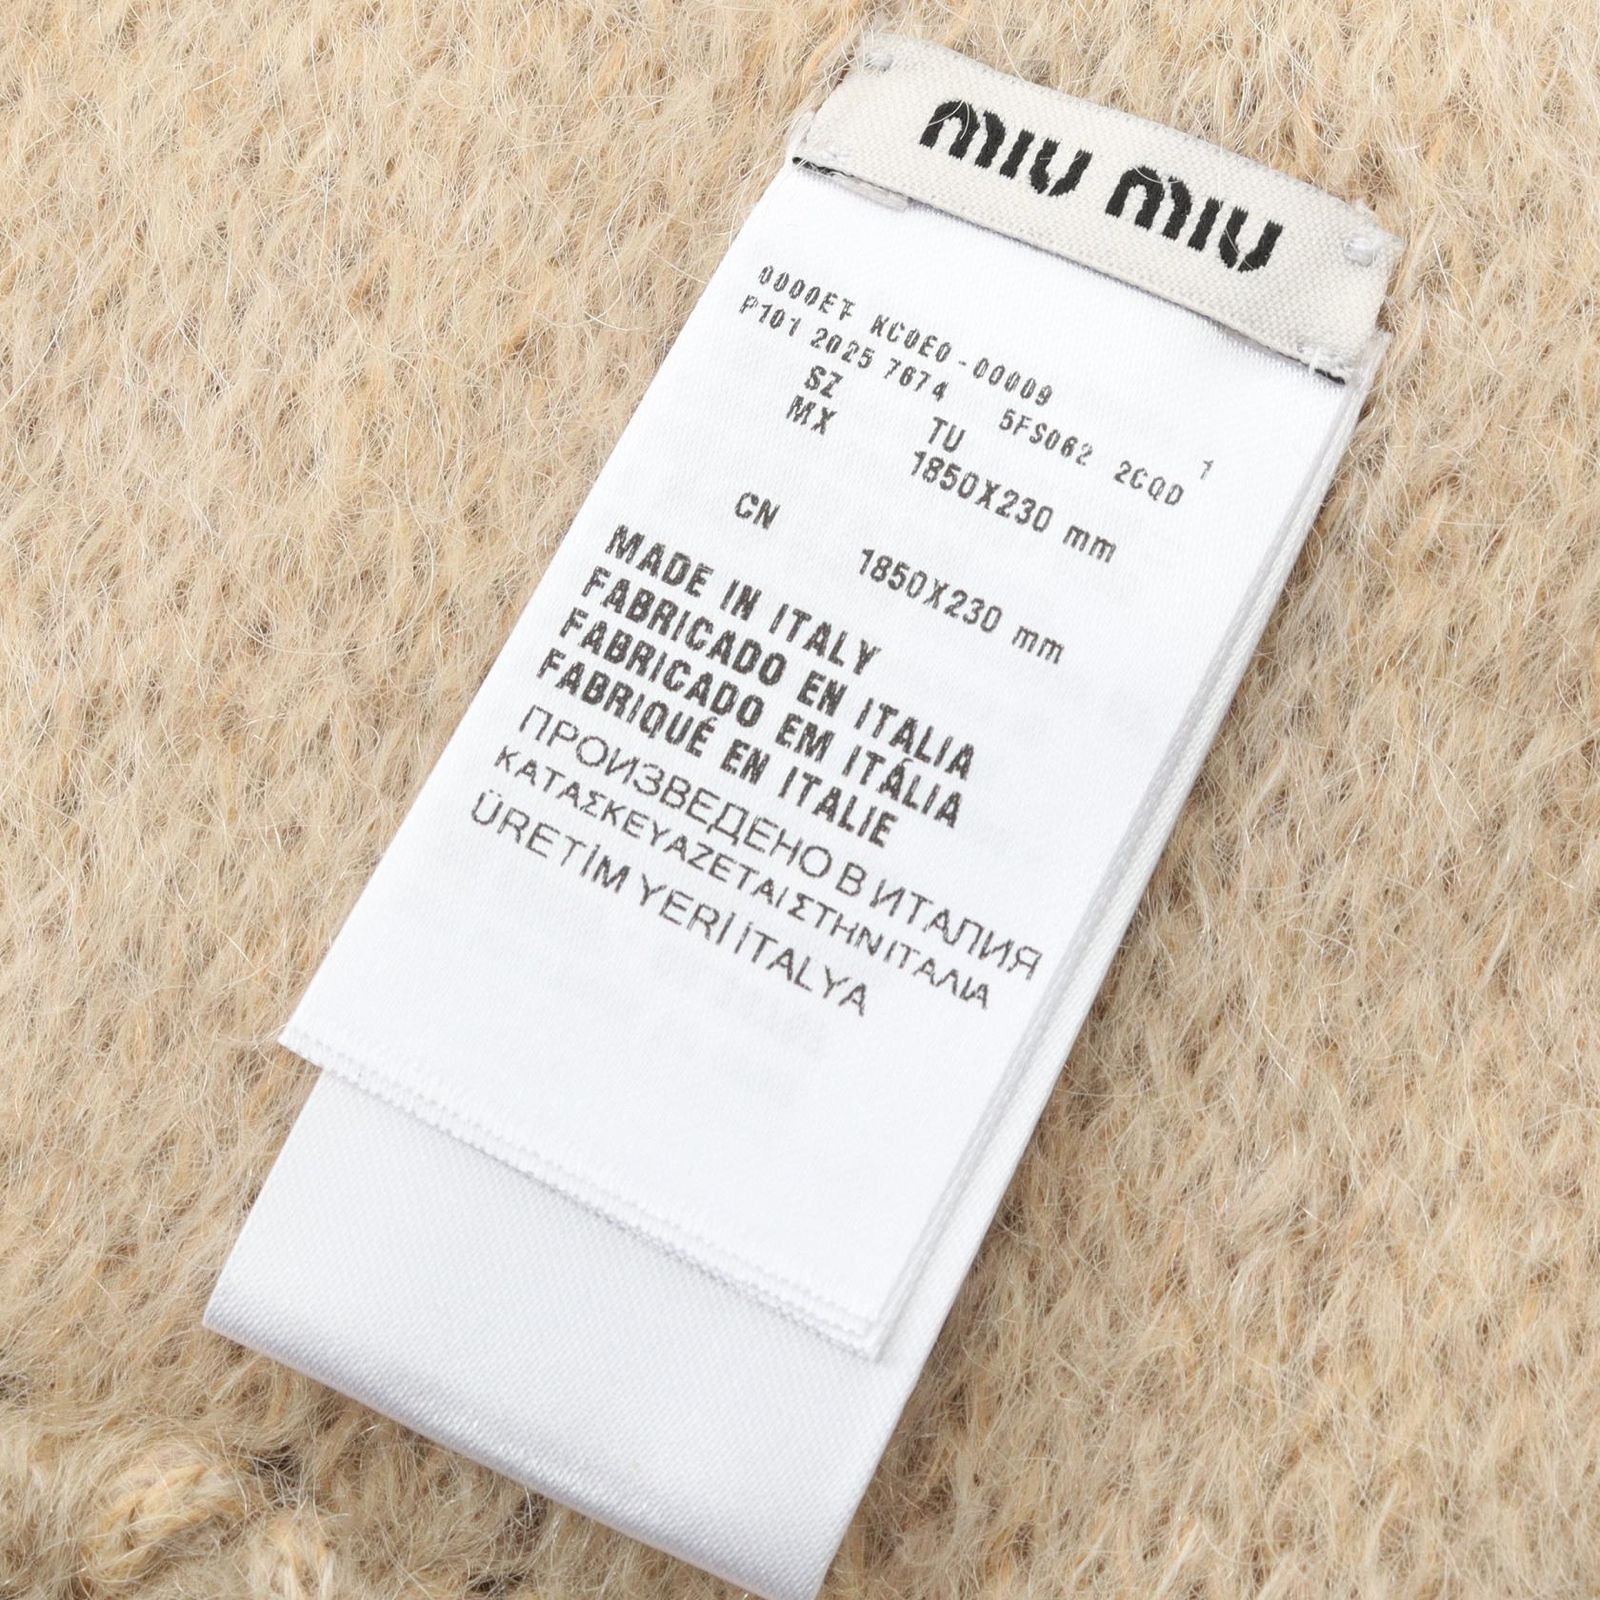 MIU MIU
0000ET KC0E0-00009 1
P101 2025 7674 5FS062 2CQD
SZ TU
MX 1850X230 mm
CN 1850X230 mm
MADE IN ITALY
FABRICADO EN ITALIA
FABRICADO EM ITÁLIA
FABRIQUÉ EN ITALIE
ПРОИЗВЕДЕНО В ИТАЛИЯ
ΚΑΤΑΣΚΕΥΑΖΕΤΑΙ ΣΤΗΝ ΙΤΑΛΙΑ
ÜRETİM YERİ İTALYA